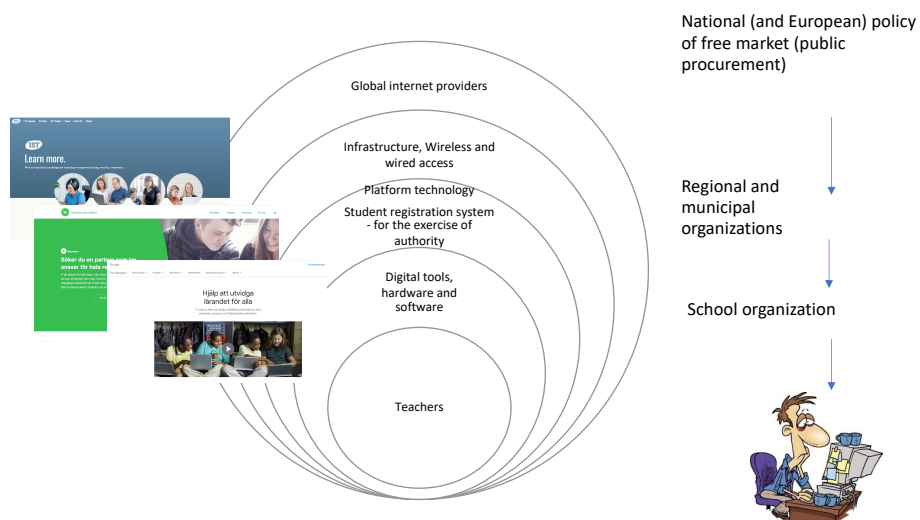 National (and European) policy
of free market (public
procurement)
Global internet providers
IST
Learn more.
Infrastructure, Wireless and
wired access
Platform technology
Student registration system
- for the exercise of
authority
Regional and
municipal
organizations
Söker du en partner som tar
ansvar för hela
Digital tools,
hardware and
software
Hjälp att utvidga
lärandet för alla
School organization
Teachers